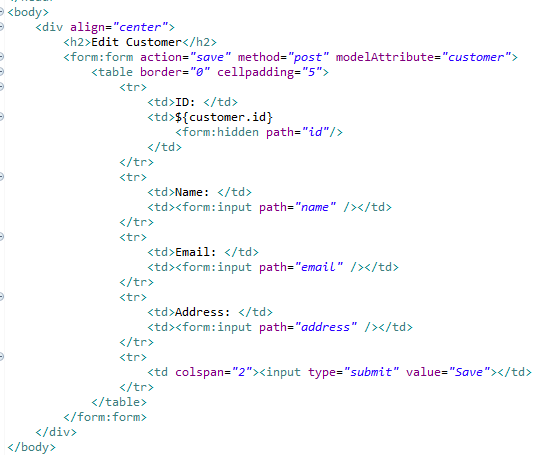 <body>
<div align="center">
<h2>Edit Customer</h2>
<form:form action="save" method="post" modelAttribute="customer">
<table border="0" cellpadding="5">
<tr>
<td>ID: </td>
<td>${customer.id}
<form:hidden path="id"/>
</td>
</tr>
<tr>
<td>Name: </td>
<td><form:input path="name" /></td>
</tr>
<tr>
<td>Email: </td>
<td><form:input path="email" /></td>
</tr>
<tr>
<td>Address: </td>
<td><form:input path="address" /></td>
</tr>
<tr>
<td colspan="2"><input type="submit" value="Save"></td>
</tr>
</table>
</form:form>
</div>
</body>